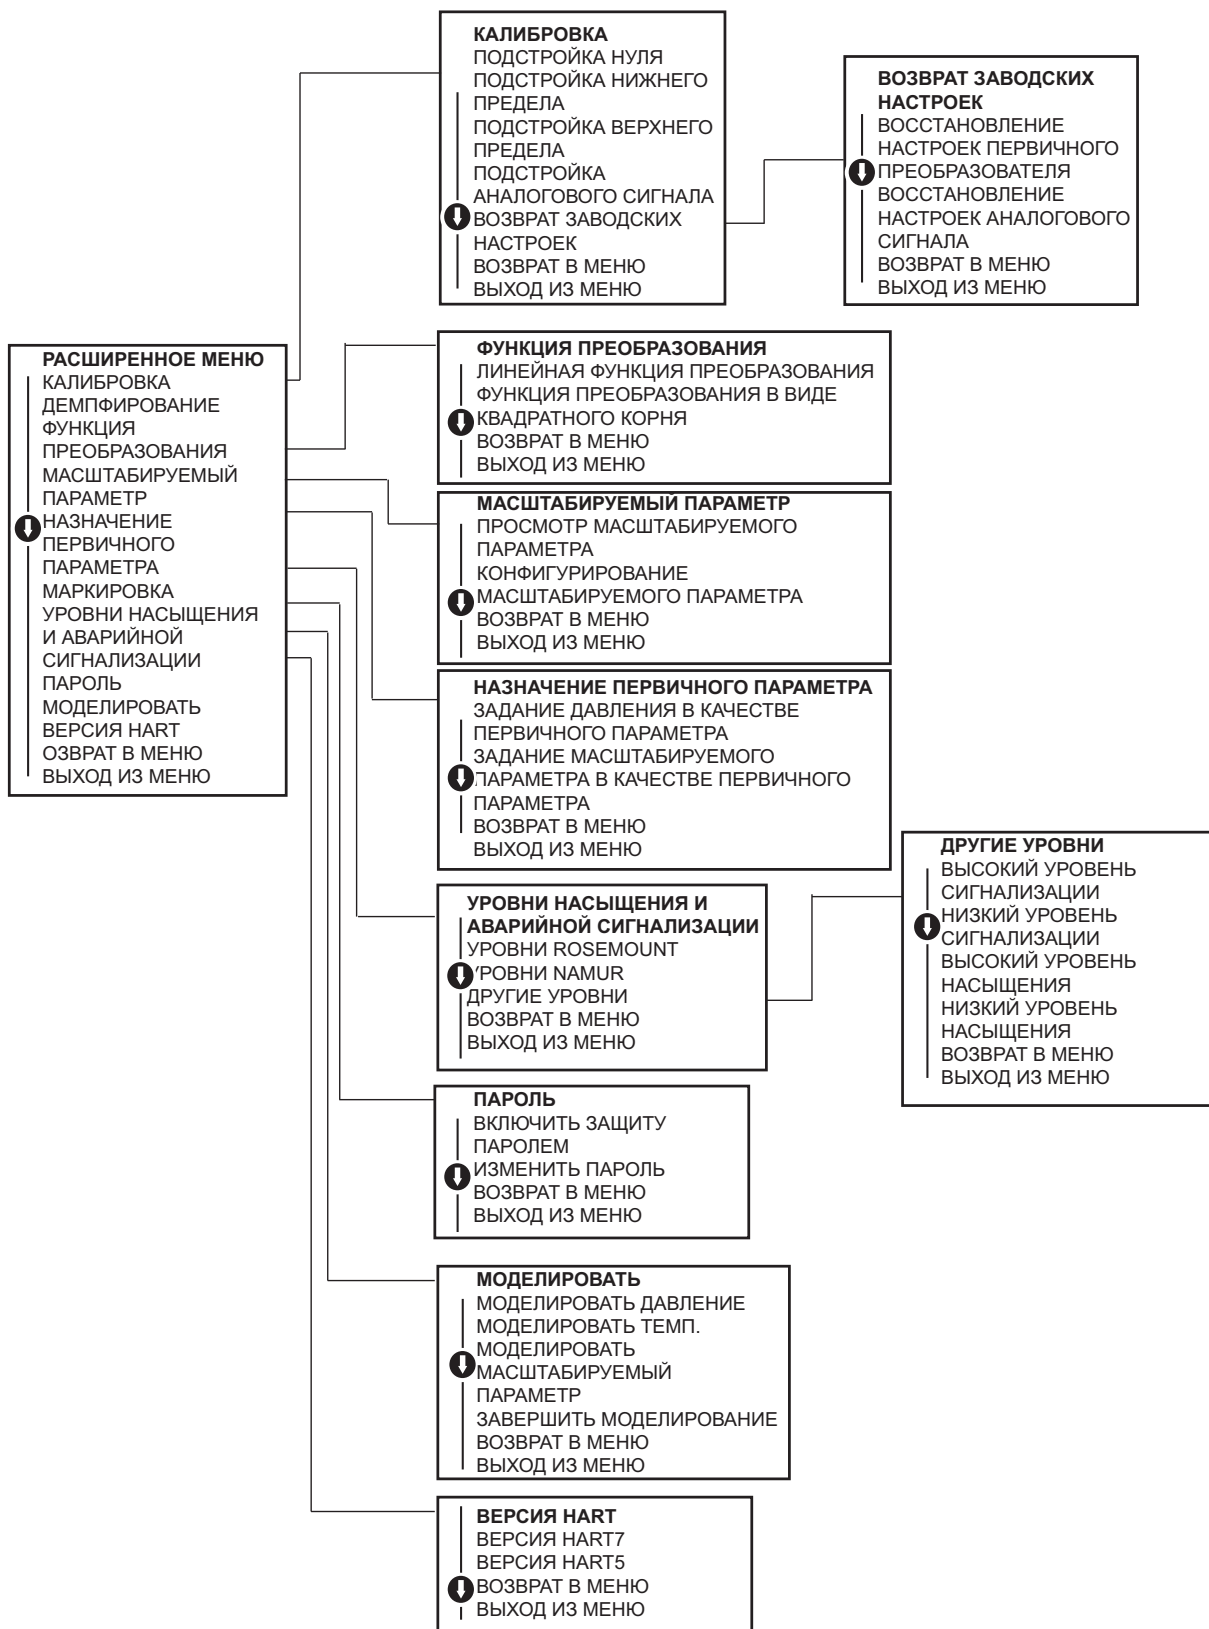 КАЛИБРОВКА
ПОДСТРОЙКА НУЛЯ
ПОДСТРОЙКА НИЖНЕГО
ПРЕДЕЛА
ПОДСТРОЙКА ВЕРХНЕГО
ПРЕДЕЛА
ПОДСТРОЙКА
АНАЛОГОВОГО СИГНАЛА
ВОЗВРАТ ЗАВОДСКИХ
НАСТРОЕК
ВОЗВРАТ В МЕНЮ
ВЫХОД ИЗ МЕНЮ
ВОЗВРАТ ЗАВОДСКИХ
НАСТРОЕК
ВОССТАНОВЛЕНИЕ
НАСТРОЕК ПЕРВИЧНОГО
ПРЕОБРАЗОВАТЕЛЯ
ВОССТАНОВЛЕНИЕ
НАСТРОЕК АНАЛОГОВОГО
СИГНАЛА
ВОЗВРАТ В МЕНЮ
ВЫХОД ИЗ МЕНЮ
РАСШИРЕННОЕ МЕНЮ
КАЛИБРОВКА
ДЕМПФИРОВАНИЕ
ФУНКЦИЯ
ПРЕОБРАЗОВАНИЯ
МАСШТАБИРУЕМЫЙ
ПАРАМЕТР
НАЗНАЧЕНИЕ
ПЕРВИЧНОГО
ПАРАМЕТРА
МАРКИРОВКА
УРОВНИ НАСЫЩЕНИЯ
И АВАРИЙНОЙ
СИГНАЛИЗАЦИИ
ПАРОЛЬ
МОДЕЛИРОВАТЬ
ВЕРСИЯ HART
ОЗВРАТ В МЕНЮ
ВЫХОД ИЗ МЕНЮ
ФУНКЦИЯ ПРЕОБРАЗОВАНИЯ
ЛИНЕЙНАЯ ФУНКЦИЯ ПРЕОБРАЗОВАНИЯ
ФУНКЦИЯ ПРЕОБРАЗОВАНИЯ В ВИДЕ
КВАДРАТНОГО КОРНЯ
ВОЗВРАТ В МЕНЮ
ВЫХОД ИЗ МЕНЮ
МАСШТАБИРУЕМЫЙ ПАРАМЕТР
ПРОСМОТР МАСШТАБИРУЕМОГО
ПАРАМЕТРА
КОНФИГУРИРОВАНИЕ
МАСШТАБИРУЕМОГО ПАРАМЕТРА
ВОЗВРАТ В МЕНЮ
ВЫХОД ИЗ МЕНЮ
НАЗНАЧЕНИЕ ПЕРВИЧНОГО ПАРАМЕТРА
ЗАДАНИЕ ДАВЛЕНИЯ В КАЧЕСТВЕ
ПЕРВИЧНОГО ПАРАМЕТРА
ЗАДАНИЕ МАСШТАБИРУЕМОГО
ПАРАМЕТРА В КАЧЕСТВЕ ПЕРВИЧНОГО
ПАРАМЕТРА
ВОЗВРАТ В МЕНЮ
ВЫХОД ИЗ МЕНЮ
УРОВНИ НАСЫЩЕНИЯ И
АВАРИЙНОЙ СИГНАЛИЗАЦИИ
УРОВНИ ROSEMOUNT
УРОВНИ NAMUR
ДРУГИЕ УРОВНИ
ВОЗВРАТ В МЕНЮ
ВЫХОД ИЗ МЕНЮ
ДРУГИЕ УРОВНИ
ВЫСОКИЙ УРОВЕНЬ
СИГНАЛИЗАЦИИ
НИЗКИЙ УРОВЕНЬ
СИГНАЛИЗАЦИИ
ВЫСОКИЙ УРОВЕНЬ
НАСЫЩЕНИЯ
НИЗКИЙ УРОВЕНЬ
НАСЫЩЕНИЯ
ВОЗВРАТ В МЕНЮ
ВЫХОД ИЗ МЕНЮ
ПАРОЛЬ
ВКЛЮЧИТЬ ЗАЩИТУ
ПАРОЛЕМ
ИЗМЕНИТЬ ПАРОЛЬ
ВОЗВРАТ В МЕНЮ
ВЫХОД ИЗ МЕНЮ
МОДЕЛИРОВАТЬ
МОДЕЛИРОВАТЬ ДАВЛЕНИЕ
МОДЕЛИРОВАТЬ ТЕМП.
МОДЕЛИРОВАТЬ
МАСШТАБИРУЕМЫЙ
ПАРАМЕТР
ЗАВЕРШИТЬ МОДЕЛИРОВАНИЕ
ВОЗВРАТ В МЕНЮ
ВЫХОД ИЗ МЕНЮ
ВЕРСИЯ HART
ВЕРСИЯ HART7
ВЕРСИЯ HART5
ВОЗВРАТ В МЕНЮ
ВЫХОД ИЗ МЕНЮ